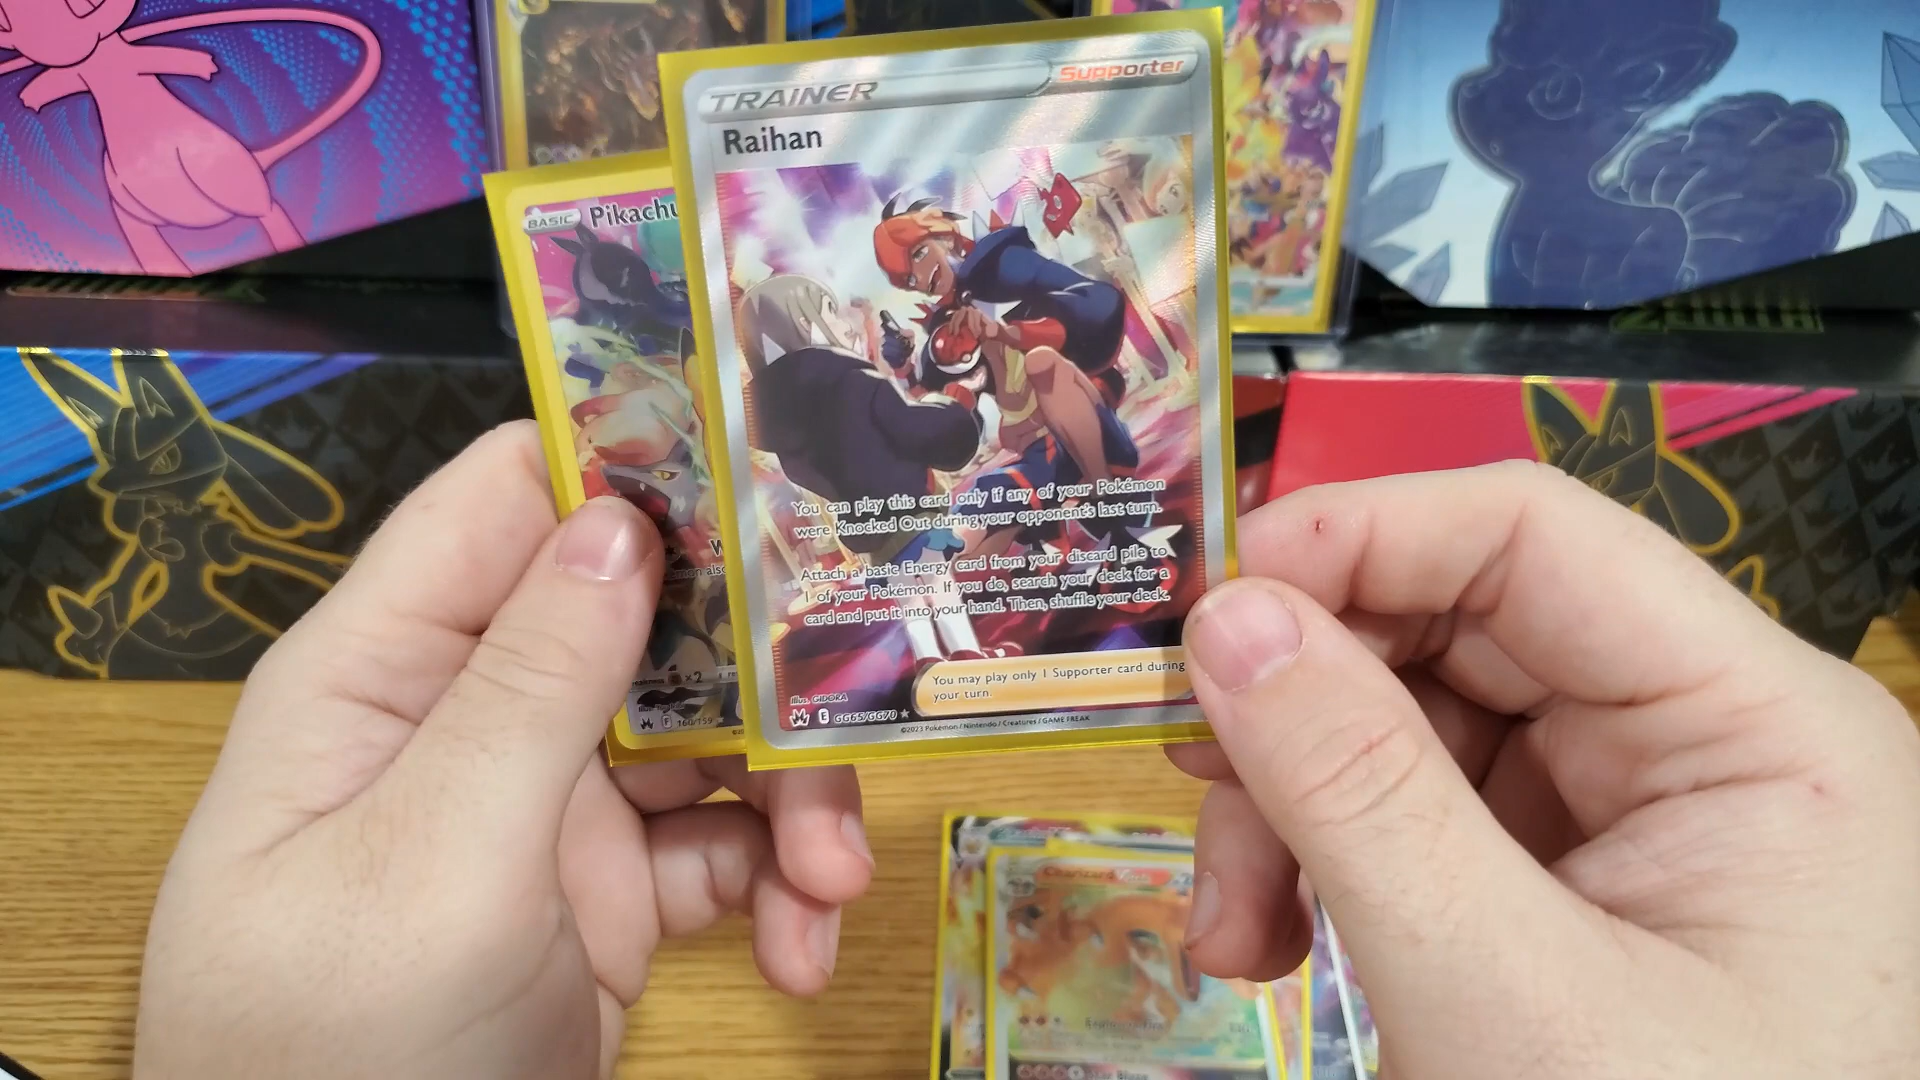 TRAINER
Supporter
Raihan
You can play this card only if any of your Pokémon
were Knocked Out during your opponent's last turn.
Attach a basic Energy card from your discard pile to
1 of your Pokémon. If you do, search your deck for a
card and put it into your hand. Then, shuffle your deck.
You may play only 1 Supporter card during
your turn.
Illus. GIDORA
E GG65/GG70
©2023 Pokémon / Nintendo / Creatures / GAME FREAK
BASIC
Pikachu
×2
F 160/159
Charizard
Star Blaze